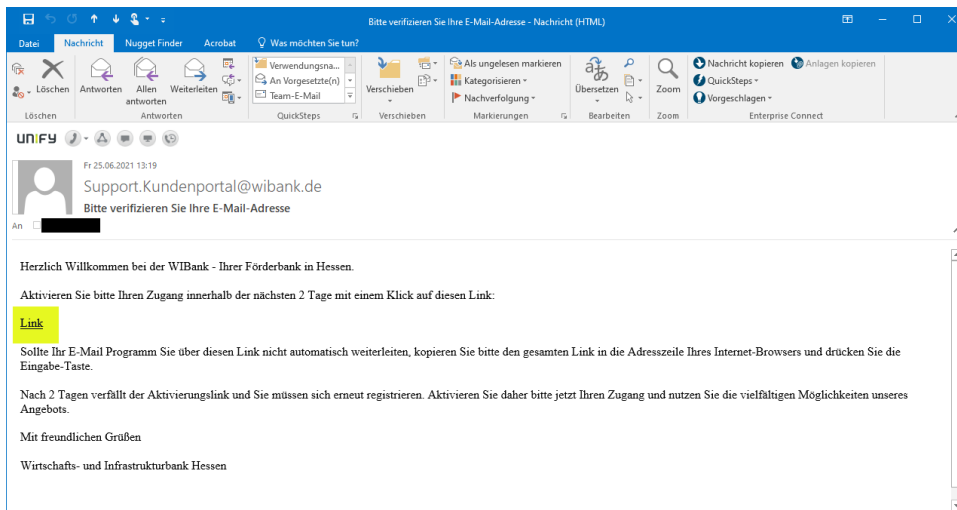 Bitte verifizieren Sie Ihre E-Mail-Adresse - Nachricht (HTML)
Datei Nachricht Nugget Finder Acrobat Was möchten Sie tun?
Löschen
Antworten
Allen antworten
Weiterleiten
Verwendungsna...
An Vorgesetzte(n)
Team-E-Mail
Verschieben
Als ungelesen markieren
Kategorisieren
Nachverfolgung
Übersetzen
Zoom
Nachricht kopieren Anlagen kopieren
QuickSteps
Vorgeschlagen
Löschen Antworten QuickSteps Verschieben Markierungen Bearbeiten Zoom Enterprise Connect
UNIFY
Fr 25.06.2021 13:19
Support.Kundenportal@wibank.de
Bitte verifizieren Sie Ihre E-Mail-Adresse
An
Herzlich Willkommen bei der WIBank - Ihrer Förderbank in Hessen.
Aktivieren Sie bitte Ihren Zugang innerhalb der nächsten 2 Tage mit einem Klick auf diesen Link:
Link
Sollte Ihr E-Mail Programm Sie über diesen Link nicht automatisch weiterleiten, kopieren Sie bitte den gesamten Link in die Adresszeile Ihres Internet-Browsers und drücken Sie die
Eingabe-Taste.
Nach 2 Tagen verfällt der Aktivierungslink und Sie müssen sich erneut registrieren. Aktivieren Sie daher bitte jetzt Ihren Zugang und nutzen Sie die vielfältigen Möglichkeiten unseres
Angebots.
Mit freundlichen Grüßen
Wirtschafts- und Infrastrukturbank Hessen